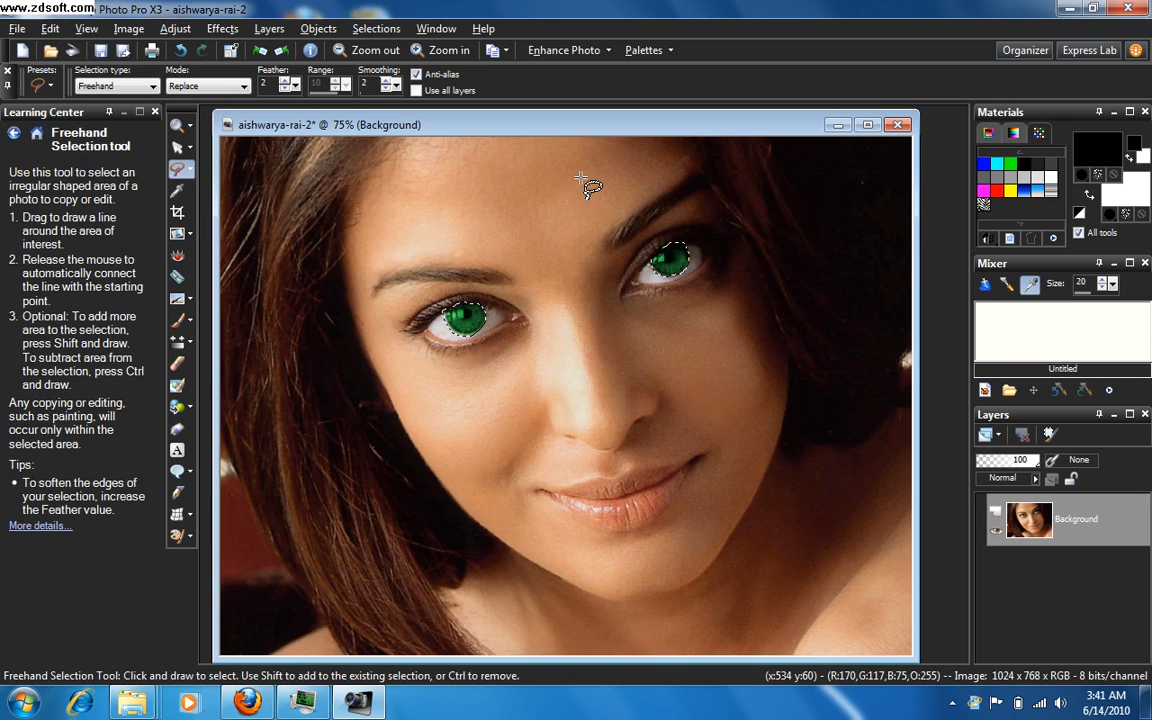 www.zdsoft.com Photo Pro X3 - aishwarya-rai-2
File Edit View Image Adjust Effects Layers Objects Selections Window Help
Zoom out Zoom in Enhance Photo Palettes Organizer Express Lab
Presets: Selection type: Mode: Feather: Range: Smoothing: Anti-alias
Freehand Replace 2 10 2 Use all layers
Learning Center
Freehand
Selection tool
Use this tool to select an
irregular shaped area of a
photo to copy or edit.
1. Drag to draw a line
around the area of
interest.
2. Release the mouse to
automatically connect
the line with the starting
point.
3. Optional: To add more
area to the selection,
press Shift and draw.
To subtract area from
the selection, press Ctrl
and draw.
Any copying or editing,
such as painting, will
occur only within the
selected area.
Tips:
• To soften the edges of
your selection, increase
the Feather value.
More details...
aishwarya-rai-2* @ 75% (Background)
Materials
All tools
Mixer
Size: 20
Untitled
Layers
100 None
Normal
Background
Freehand Selection Tool: Click and draw to select. Use Shift to add to the existing selection, or Ctrl to remove.
(x:534 y:60) - (R:170,G:117,B:75,O:255) -- Image: 1024 x 768 x RGB - 8 bits/channel
3:41 AM
6/14/2010